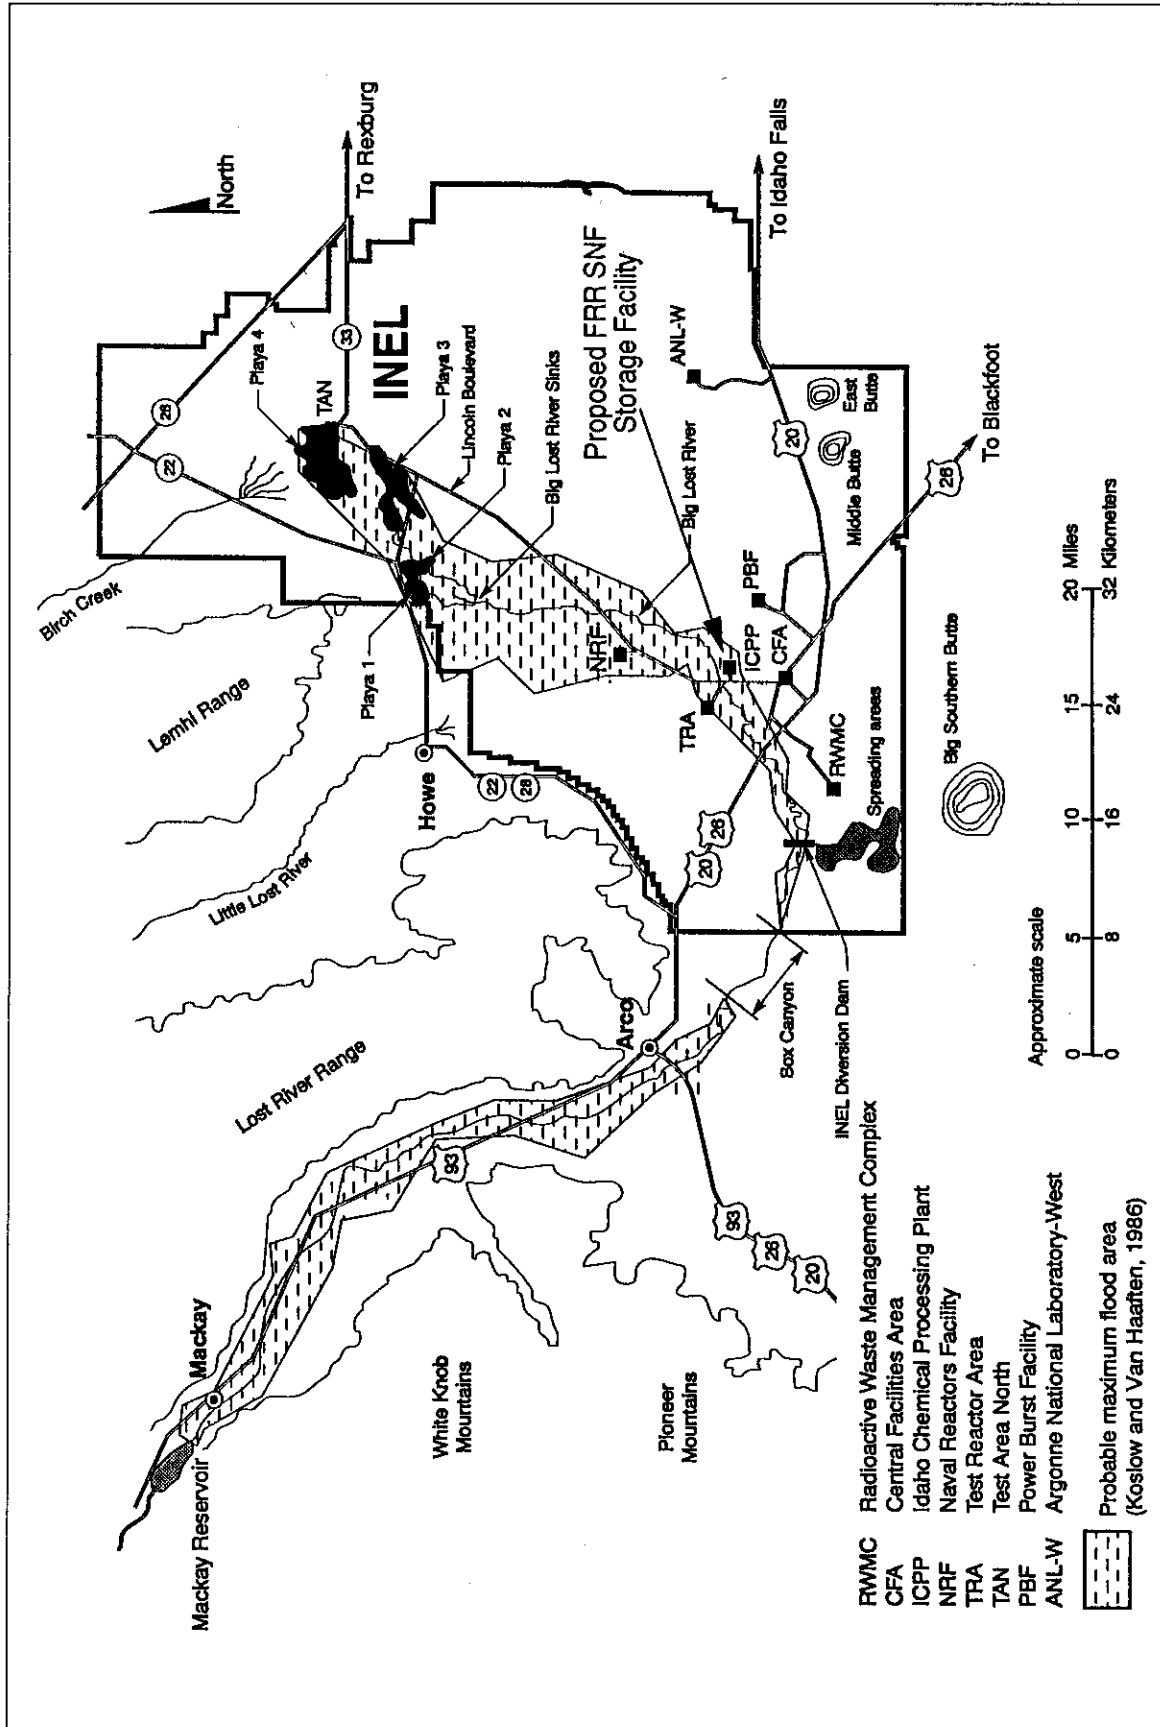 North
To Rexburg
28
22
33
Playa 4
TAN
INEL
Playa 3
Lincoln Boulevard
Playa 2
Big Lost River Sinks
Proposed FRR SNF
Storage Facility
Big Lost River
ANL-W
To Idaho Falls
20
East
Butte
Middle Butte
To Blackfoot
26
Birch Creek
Lemhi Range
Playa 1
NRF
PBF
ICPP
CFA
TRA
RWMC
Howe
22
28
Little Lost River
Big Southern Butte
Spreading areas
20
26
Lost River Range
Arco
Box Canyon
INEL Diversion Dam
93
93
26
20
Mackay
Mackay Reservoir
White Knob
Mountains
Pioneer
Mountains
Approximate scale
0 5 10 15 20 Miles
0 8 16 24 32 Kilometers
RWMC Radioactive Waste Management Complex
CFA Central Facilities Area
ICPP Idaho Chemical Processing Plant
NRF Naval Reactors Facility
TRA Test Reactor Area
TAN Test Area North
PBF Power Burst Facility
ANL-W Argonne National Laboratory-West
Probable maximum flood area
(Koslow and Van Haaften, 1986)